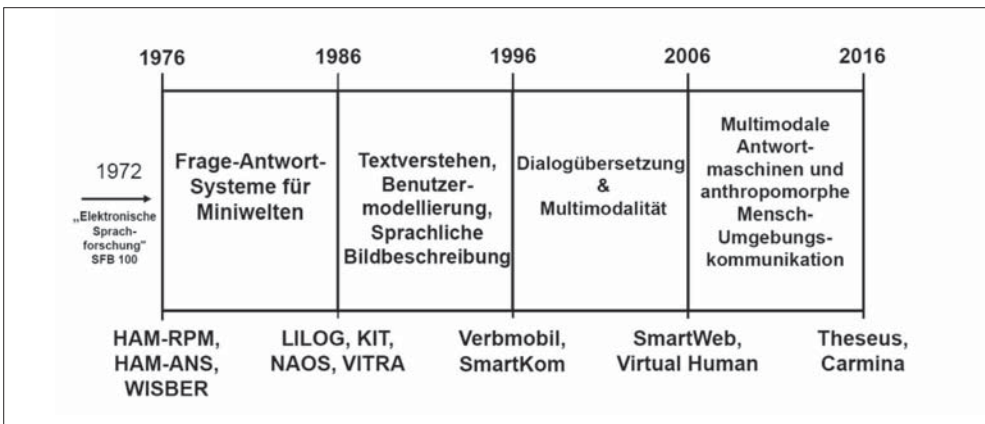 1976
1986
1996
2006
2016
1972
„Elektronische
Sprach-
forschung”
SFB 100
Frage-Antwort-
Systeme für
Miniwelten
Textverstehen,
Benutzer-
modellierung,
Sprachliche
Bildbeschreibung
Dialogübersetzung
&
Multimodalität
Multimodale
Antwort-
maschinen und
anthropomorphe
Mensch-
Umgebungs-
kommunikation
HAM-RPM,
HAM-ANS,
WISBER
LILOG, KIT,
NAOS, VITRA
Verbmobil,
SmartKom
SmartWeb,
Virtual Human
Theseus,
Carmina